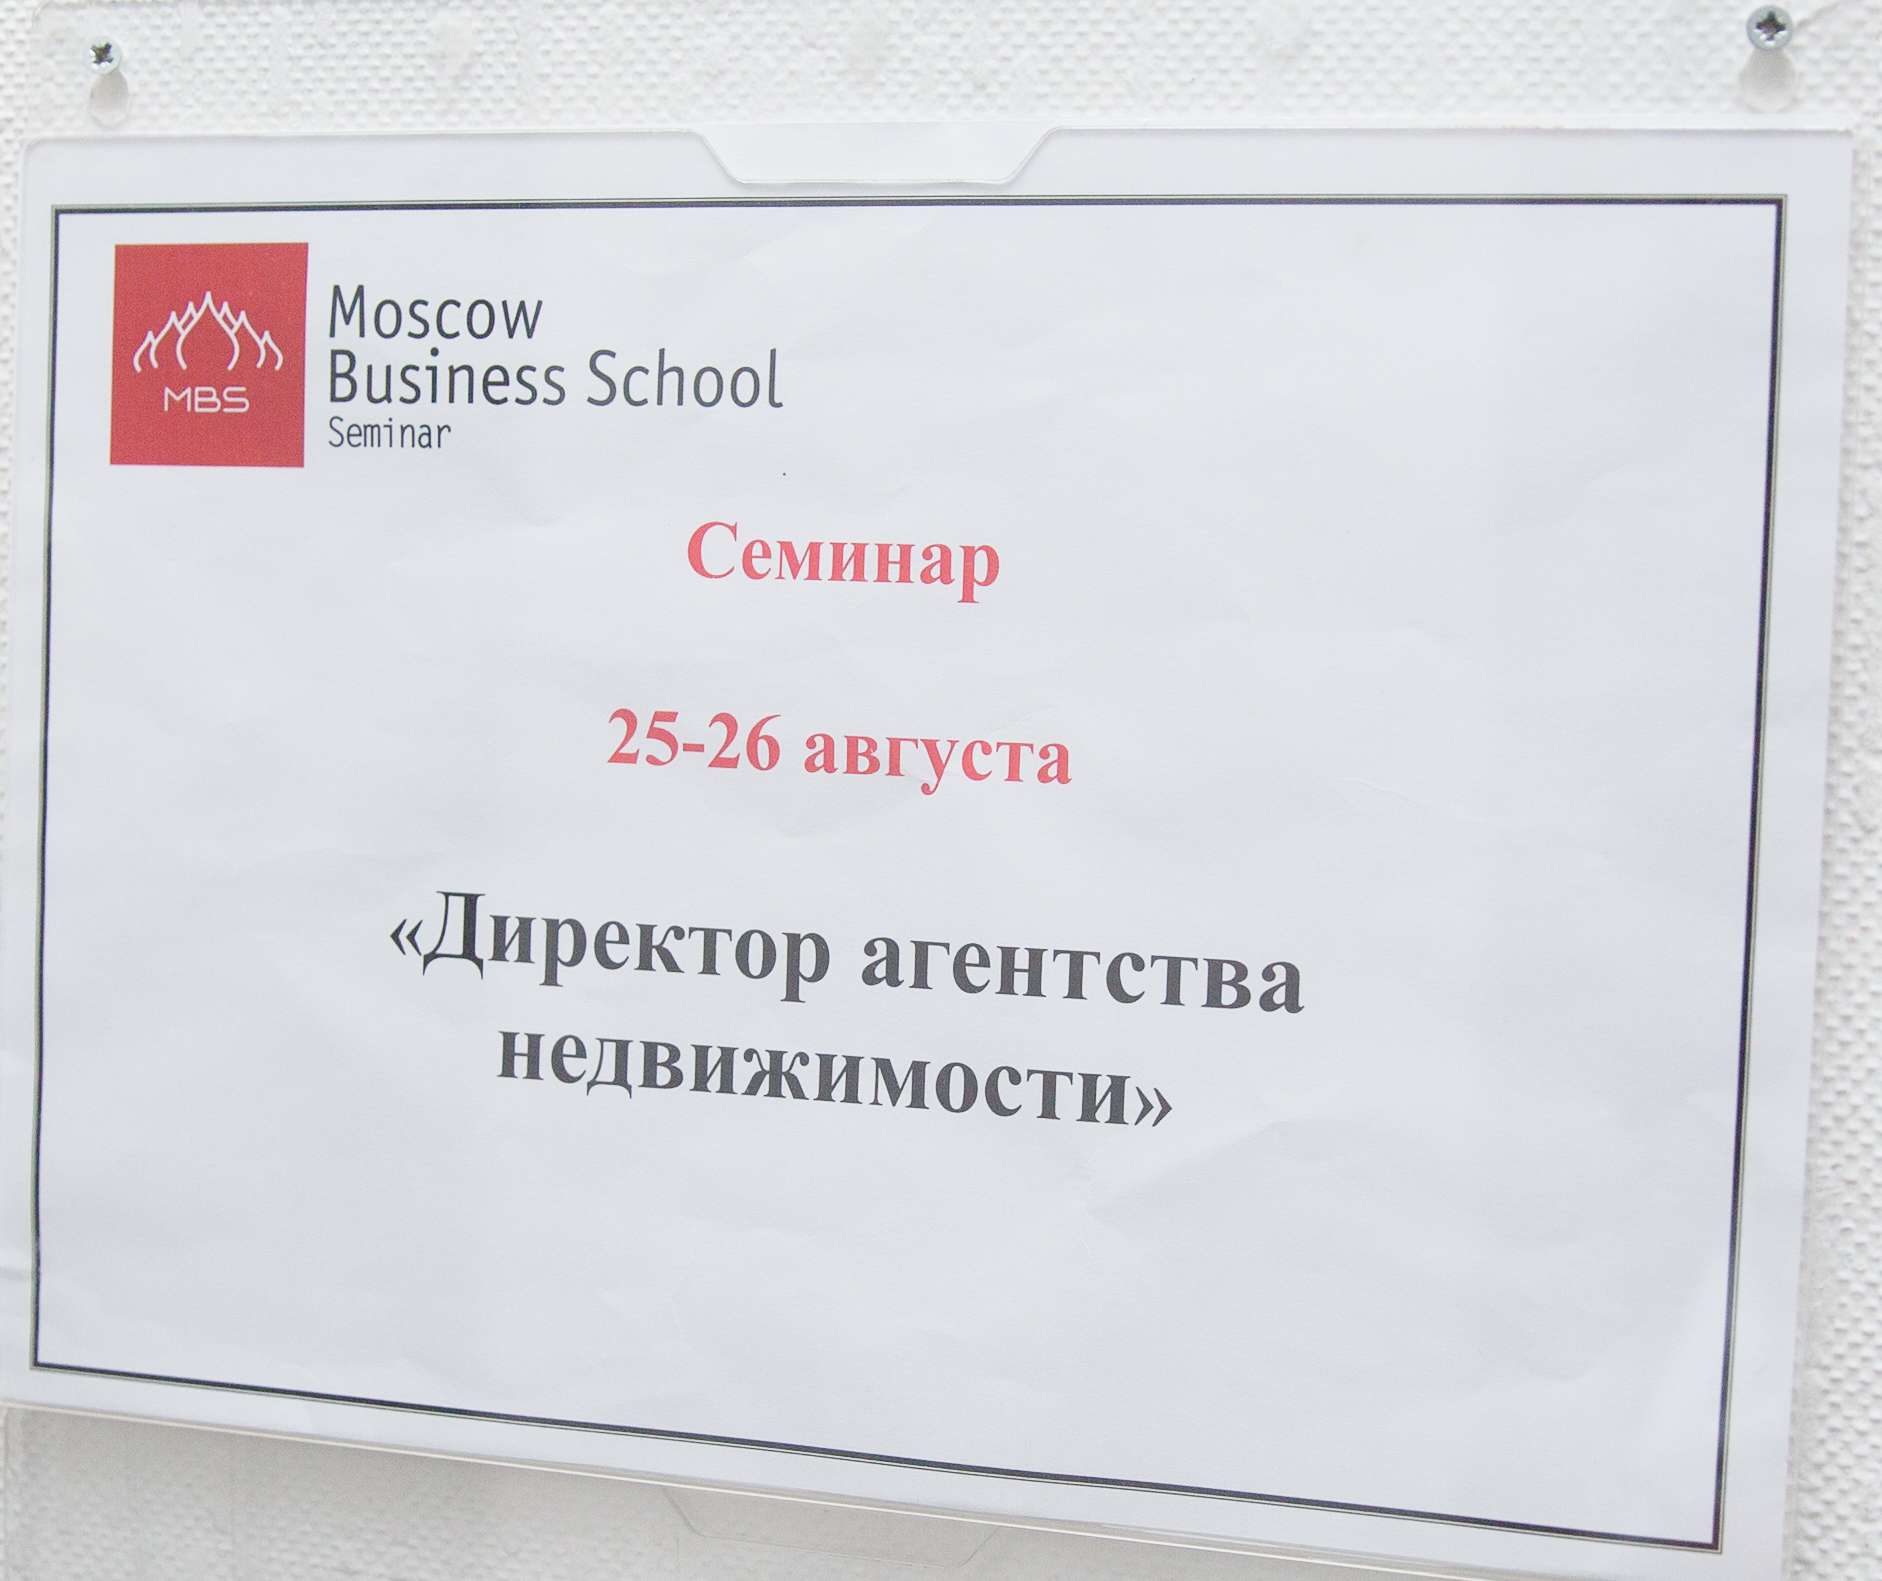 MBS
Moscow
Business School
Seminar
Семинар
25-26 августа
«Директор агентства
недвижимости»